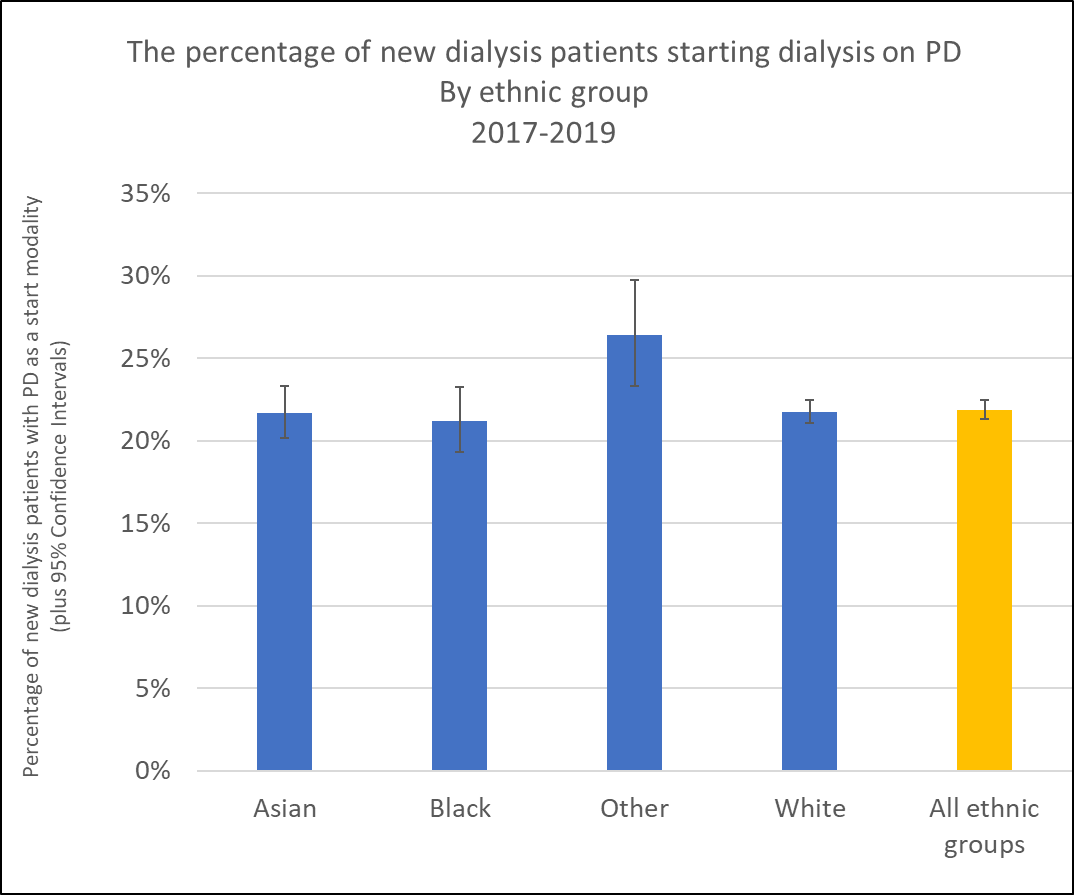 The percentage of new dialysis patients starting dialysis on PD
By ethnic group
2017-2019
Percentage of new dialysis patients with PD as a start modality
(plus 95% Confidence Intervals)
35%
30%
25%
20%
15%
10%
5%
0%
Asian
Black
Other
White
All ethnic
groups